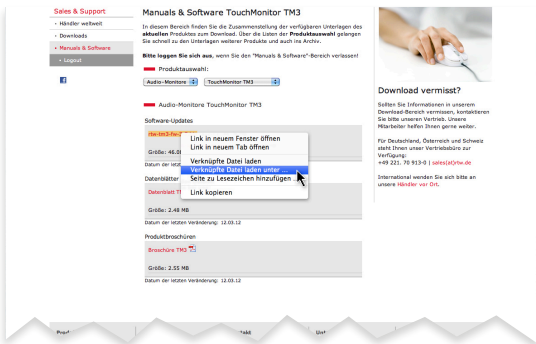 Sales & Support
Händler weltweit
Downloads
Manuals & Software
Logout
Manuals & Software TouchMonitor TM3
In diesem Bereich finden Sie die Zusammenstellung der verfügbaren Unterlagen des
aktuellen Produktes zum Download. Über die Listen der Produktauswahl gelangen
Sie schnell zu den Unterlagen weiterer Produkte und auch ins Archiv.
Bitte loggen Sie sich aus, wenn Sie den "Manuals & Software"-Bereich verlassen!
Produktauswahl:
Audio-Monitore TouchMonitor TM3
Audio-Monitore TouchMonitor TM3
Software-Updates
rtw-tm3-fw-
Größe: 46.0
Datum der letz
Link in neuem Fenster öffnen
Link in neuem Tab öffnen
Verknüpfte Datei laden
Verknüpfte Datei laden unter ...
Seite zu Lesezeichen hinzufügen
Link kopieren
Datenblätter
Datenblatt T
Größe: 2.48 MB
Datum der letzten Veränderung: 12.03.12
Produktbroschüren
Broschüre TM3
Größe: 2.55 MB
Datum der letzten Veränderung: 12.03.12
Download vermisst?
Sollten Sie Informationen in unserem
Download-Bereich vermissen, kontaktieren
Sie bitte unseren Vertrieb. Unsere
Mitarbeiter helfen Ihnen gerne weiter.
Für Deutschland, Österreich und Schweiz
steht Ihnen unser Vertriebsbüro zur
Verfügung:
+49 221. 70 913-0 | sales(at)rtw.de
International wenden Sie sich bitte an
unsere Händler vor Ort.